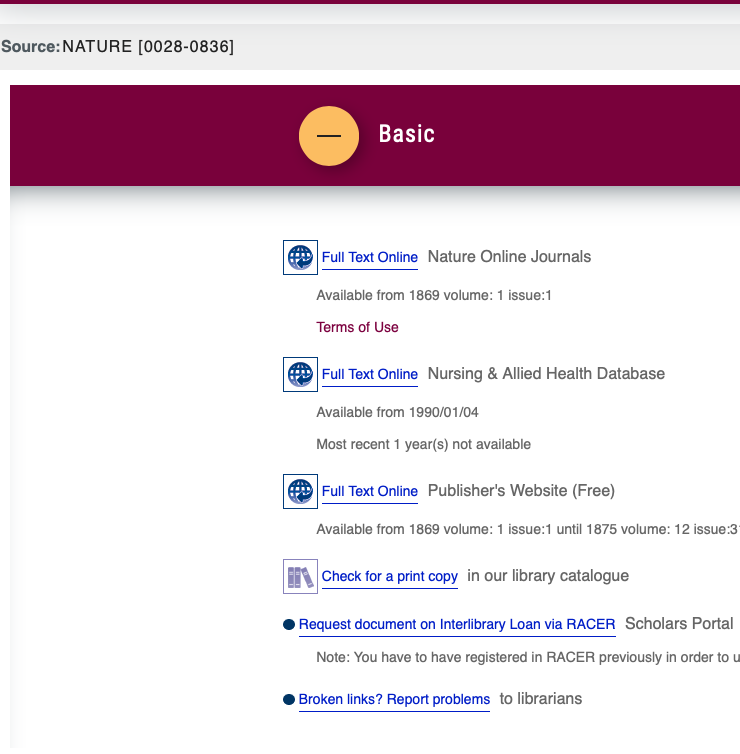 Source:NATURE [0028-0836]
Basic
Full Text Online Nature Online Journals
Available from 1869 volume: 1 issue:1
Terms of Use
Full Text Online Nursing & Allied Health Database
Available from 1990/01/04
Most recent 1 year(s) not available
Full Text Online Publisher's Website (Free)
Available from 1869 volume: 1 issue:1 until 1875 volume: 12 issue:3
Check for a print copy in our library catalogue
Request document on Interlibrary Loan via RACER Scholars Portal
Note: You have to have registered in RACER previously in order to u
Broken links? Report problems to librarians